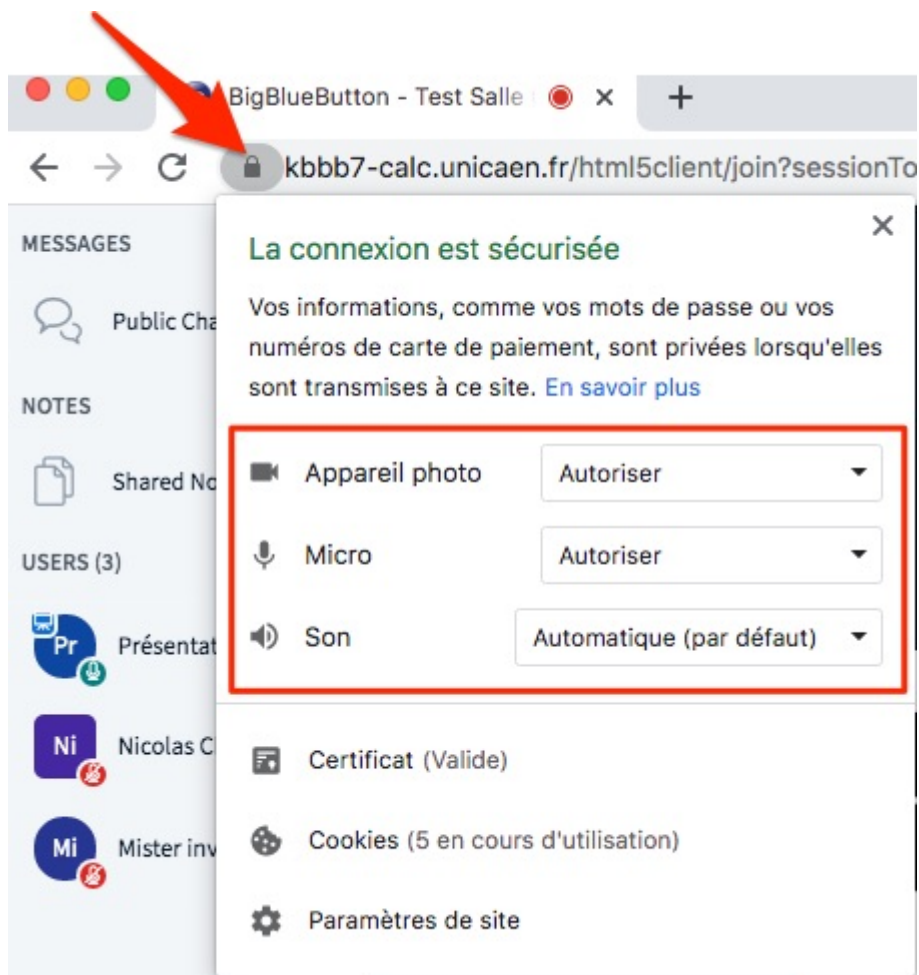 BigBlueButton - Test Salle
kbbb7-calc.unicaen.fr/html5client/join?sessionTo
MESSAGES
Public Cha
NOTES
Shared No
USERS (3)
Pr
Présentat
Ni
Nicolas C
Mi
Mister inv
La connexion est sécurisée
Vos informations, comme vos mots de passe ou vos
numéros de carte de paiement, sont privées lorsqu'elles
sont transmises à ce site. En savoir plus
Appareil photo
Autoriser
Micro
Autoriser
Son
Automatique (par défaut)
Certificat (Valide)
Cookies (5 en cours d'utilisation)
Paramètres de site